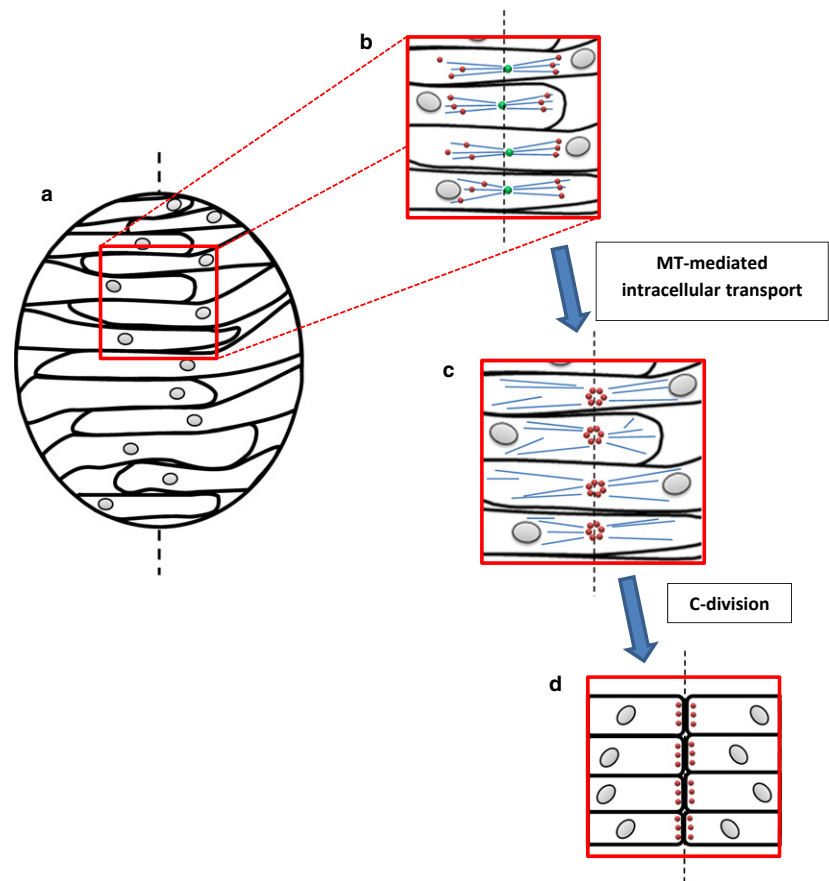 a
b
MT-mediated
intracellular transport
c
C-division
d